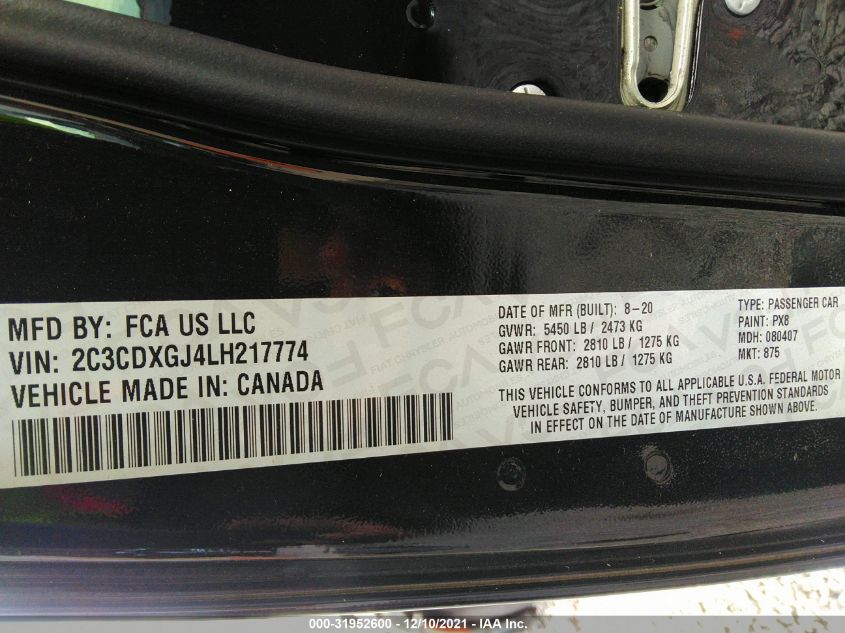 MFD BY: FCA US LLC
VIN: 2C3CDXGJ4LH217774
VEHICLE MADE IN: CANADA
DATE OF MFR (BUILT): 8-20
GVWR: 5450 LB / 2473 KG
GAWR FRONT: 2810 LB / 1275 KG
GAWR REAR: 2810 LB / 1275 KG
TYPE: PASSENGER CAR
PAINT: PX8
MDH: 080407
MKT: 875
THIS VEHICLE CONFORMS TO ALL APPLICABLE U.S.A. FEDERAL MOTOR
VEHICLE SAFETY, BUMPER, AND THEFT PREVENTION STANDARDS
IN EFFECT ON THE DATE OF MANUFACTURE SHOWN ABOVE.
000-31952600 - 12/10/2021 - IAA Inc.